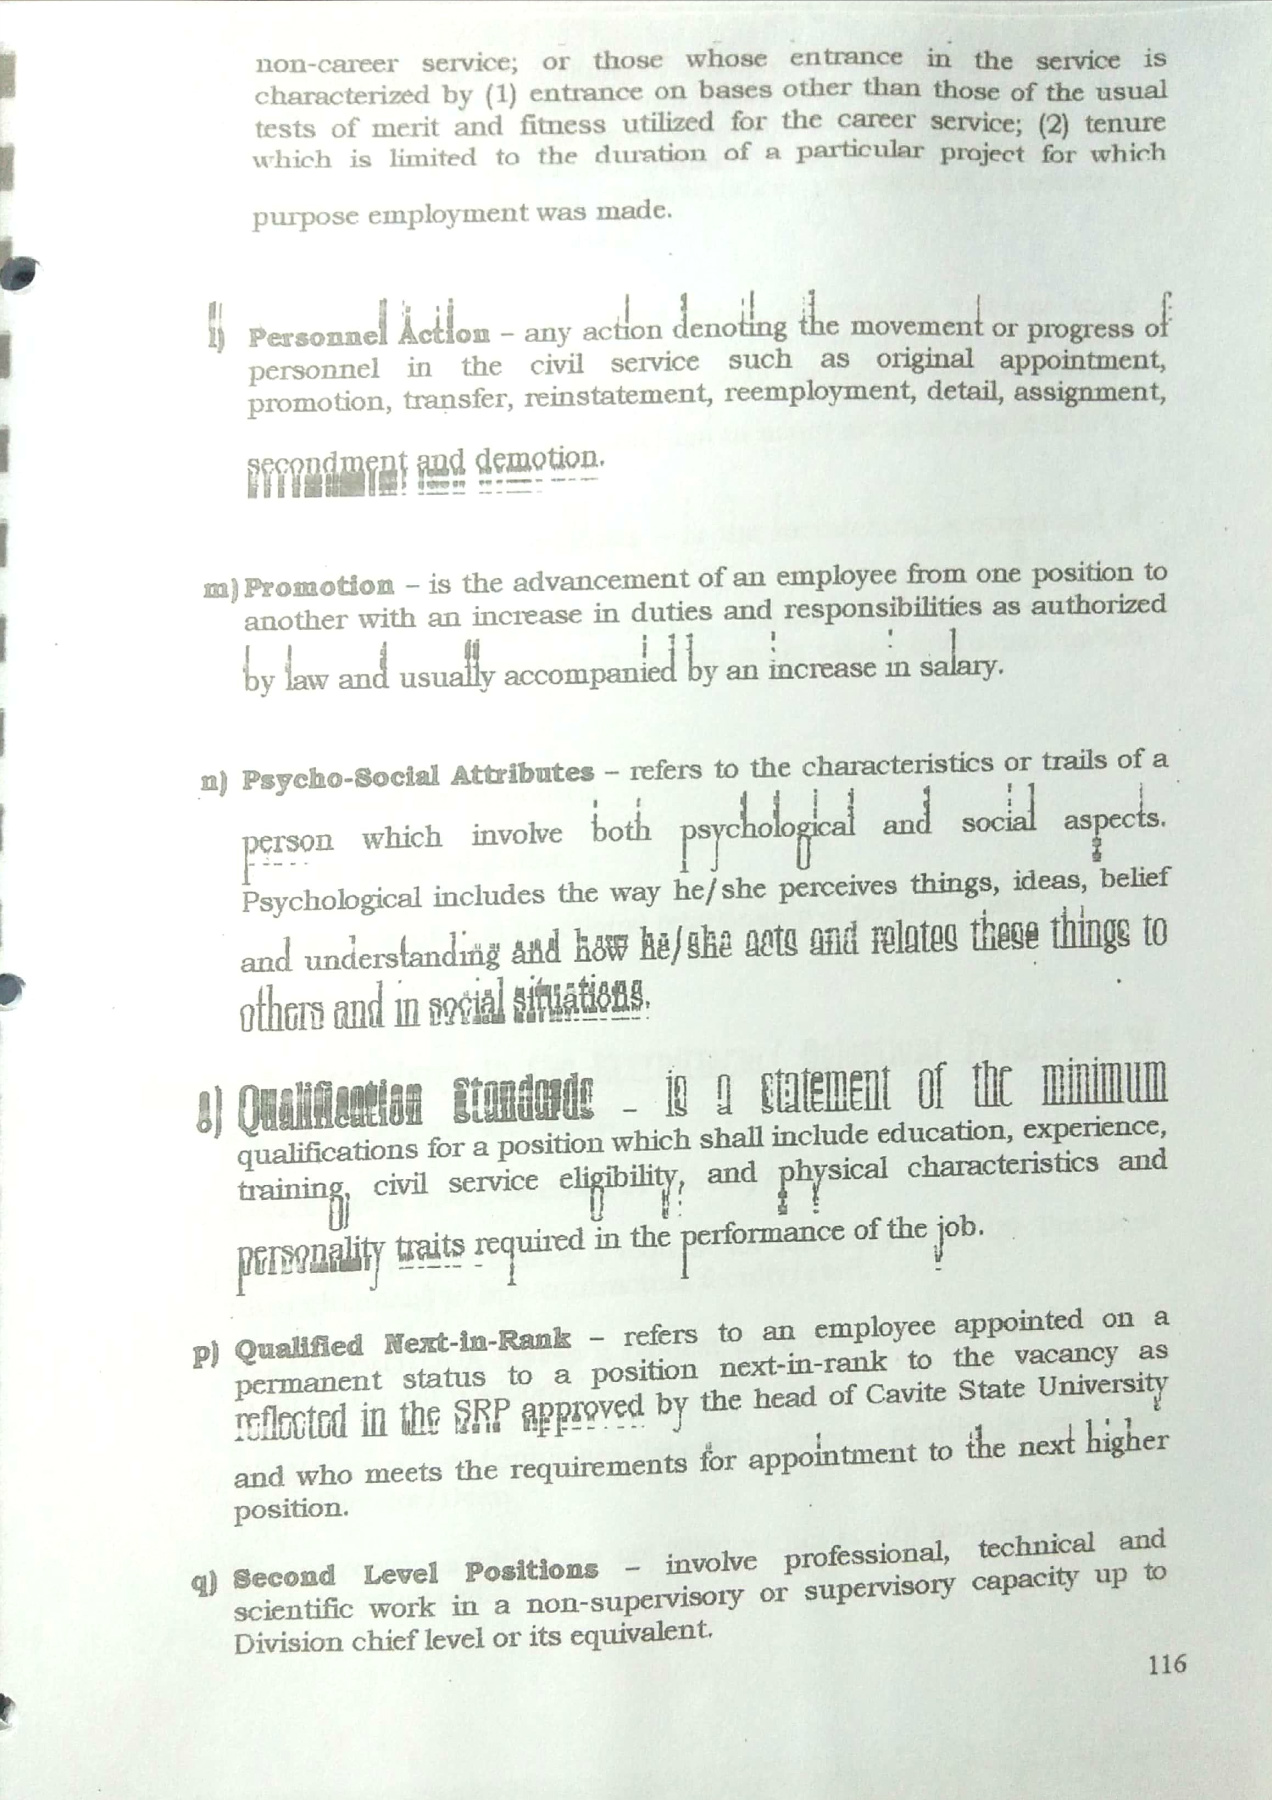 non-career service; or those whose entrance in the service is
characterized by (1) entrance on bases other than those of the usual
tests of merit and fitness utilized for the career service; (2) tenure
which is limited to the duration of a particular project for which
purpose employment was made.
l) Personnel Action – any action denoting the movement or progress of
personnel in the civil service such as original appointment,
promotion, transfer, reinstatement, reemployment, detail, assignment,
secondment and demotion.
m) Promotion – is the advancement of an employee from one position to
another with an increase in duties and responsibilities as authorized
by law and usually accompanied by an increase in salary.
n) Psycho-Social Attributes – refers to the characteristics or trails of a
person which involve both psychological and social aspects.
Psychological includes the way he/she perceives things, ideas, belief
and understanding and how he/she acts and relates these things to
others and in social situations.
o) Qualification Standards – is a statement of the minimum
qualifications for a position which shall include education, experience,
training, civil service eligibility, and physical characteristics and
personality traits required in the performance of the job.
p) Qualified Next-in-Rank – refers to an employee appointed on a
permanent status to a position next-in-rank to the vacancy as
reflected in the SRP approved by the head of Cavite State University
and who meets the requirements for appointment to the next higher
position.
q) Second Level Positions – involve professional, technical and
scientific work in a non-supervisory or supervisory capacity up to
Division chief level or its equivalent.
116